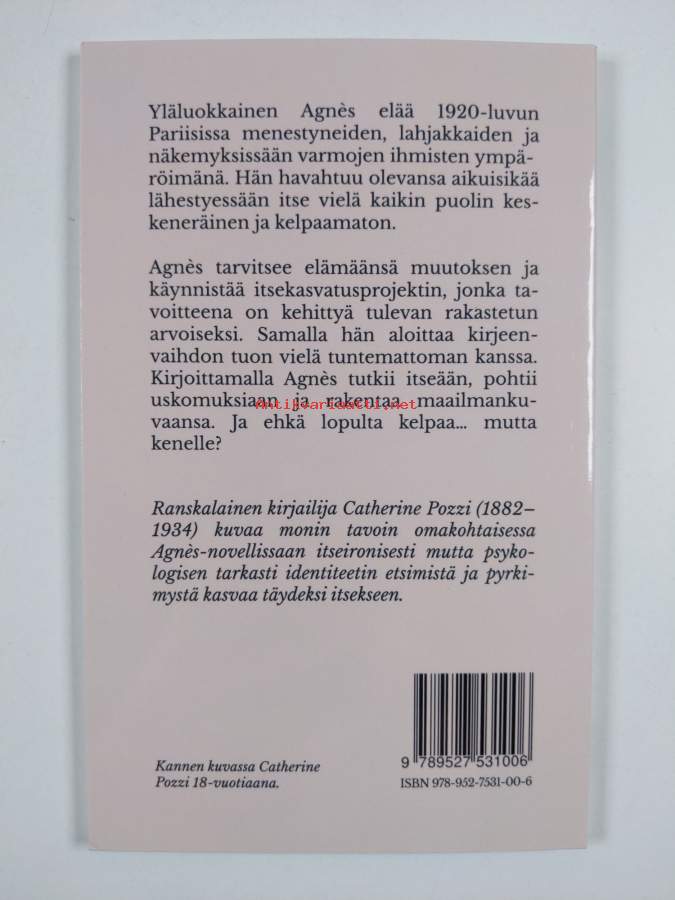 Yläluokkainen Agnès elää 1920-luvun
Pariisissa menestyneiden, lahjakkaiden ja
näkemyksissään varmojen ihmisten ympä-
röimänä. Hän havahtuu olevansa aikuisikää
lähestyessään itse vielä kaikin puolin kes-
keneräinen ja kelpaamaton.
Agnès tarvitsee elämäänsä muutoksen ja
käynnistää itsekasvatusprojektin, jonka ta-
voitteena on kehittyä tulevan rakastetun
arvoiseksi. Samalla hän aloittaa kirjeen-
vaihdon tuon vielä tuntemattoman kanssa.
Kirjoittamalla Agnès tutkii itseään, pohtii
uskomuksiaan ja rakentaa maailmanku-
Antikvariaatti.net
vaansa. Ja ehkä lopulta kelpaa… mutta
kenelle?
Ranskalainen kirjailija Catherine Pozzi (1882–
1934) kuvaa monin tavoin omakohtaisessa
Agnès-novellissaan itseironisesti mutta psyko-
logisen tarkasti identiteetin etsimistä ja pyrki-
mystä kasvaa täydeksi itsekseen.
Kannen kuvassa Catherine
Pozzi 18-vuotiaana.
9 789527 531006
ISBN 978-952-7531-00-6